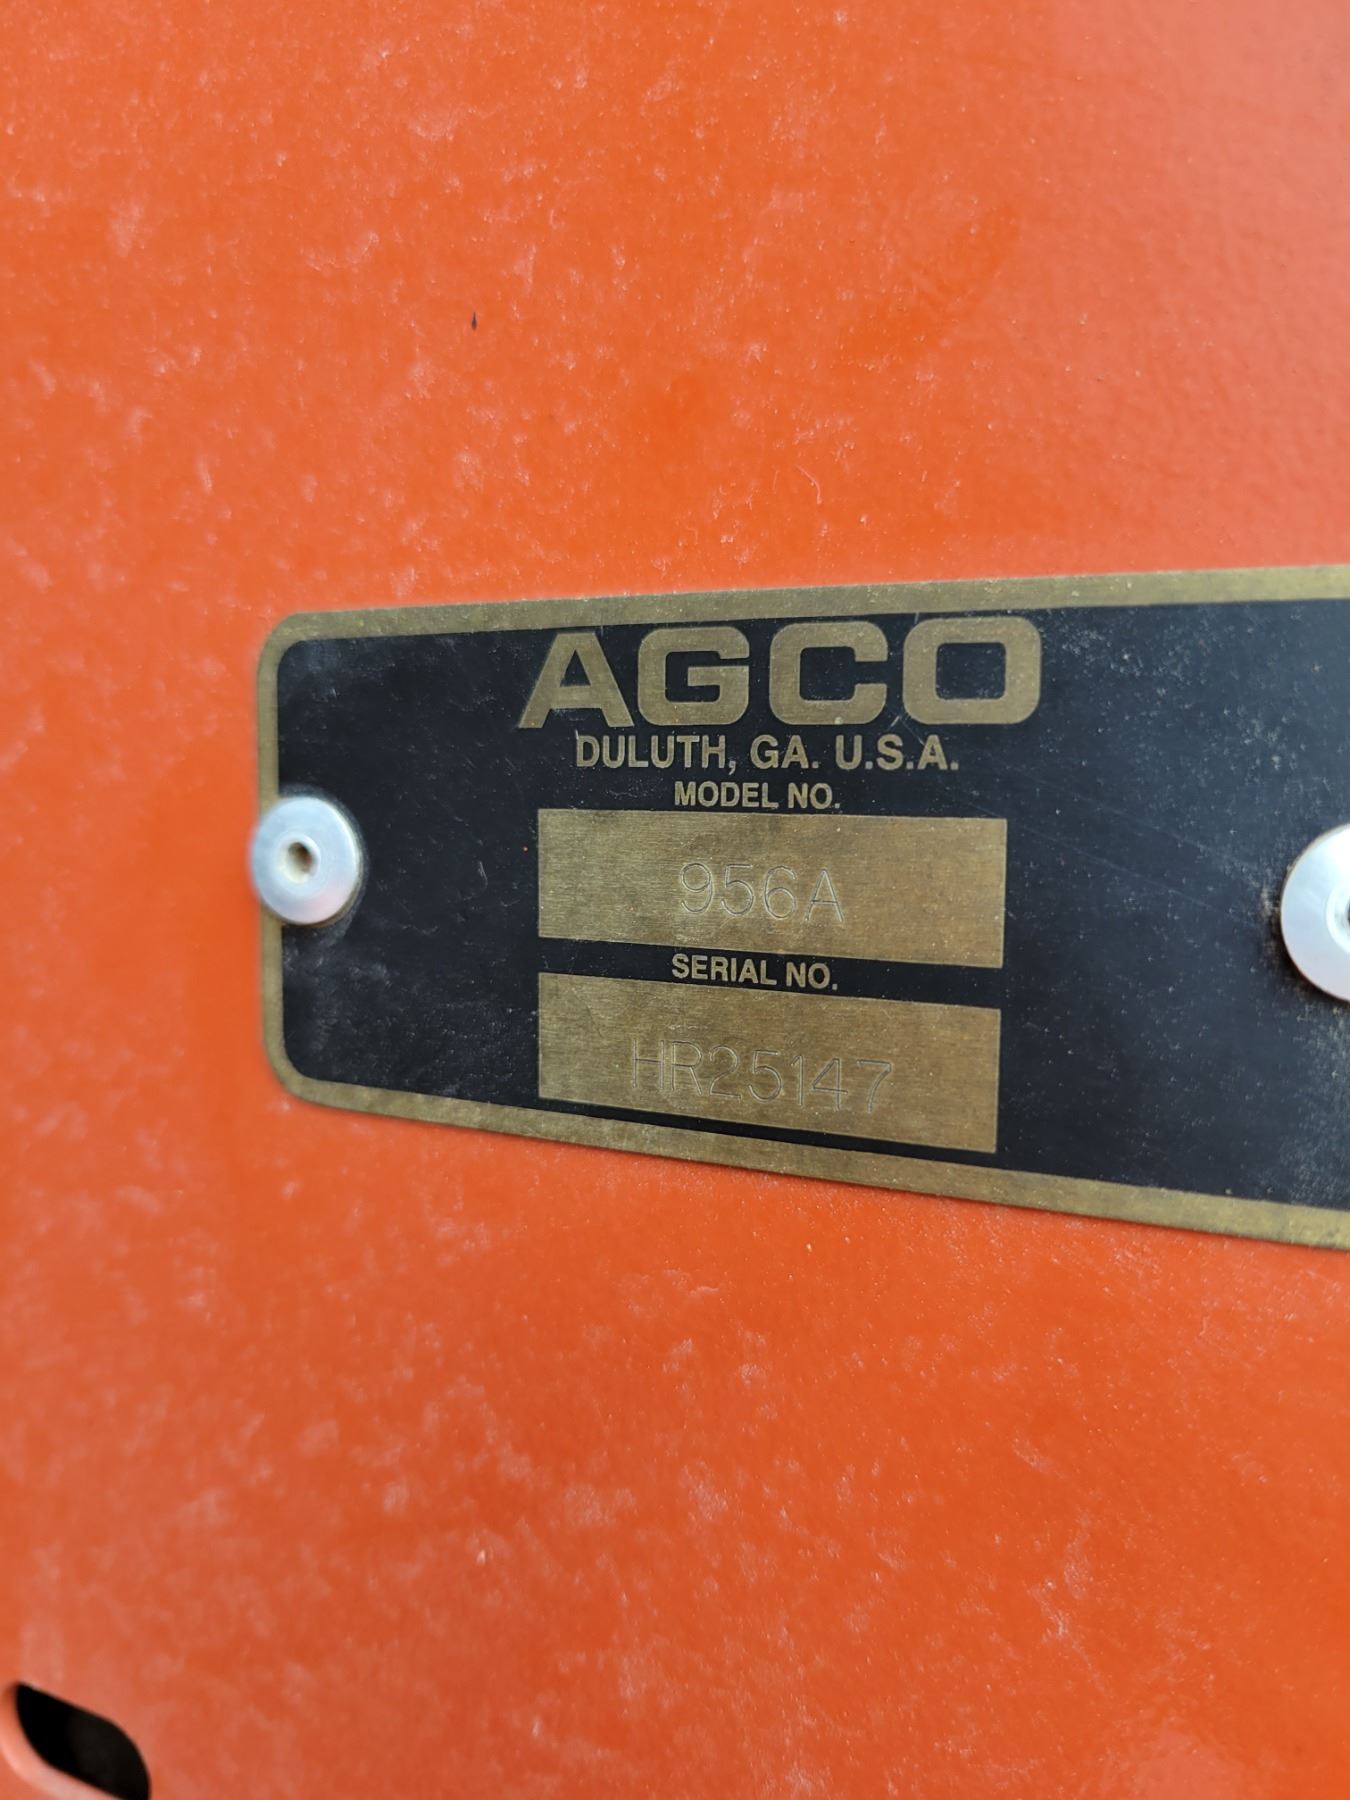 AGCO
DULUTH, GA. U.S.A.
MODEL NO.
956A
SERIAL NO.
HR25147